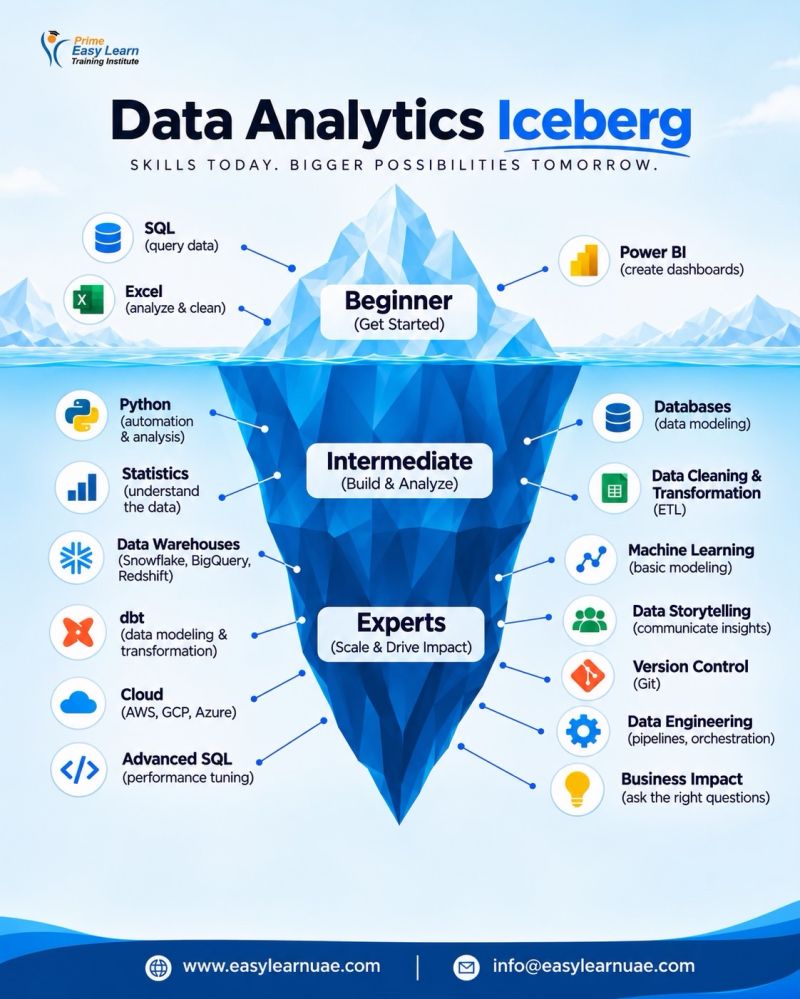 Prime
Easy Learn
Training Institute
Data Analytics Iceberg
SKILLS TODAY. BIGGER POSSIBILITIES TOMORROW.
SQL
(query data)
Excel
(analyze & clean)
Power BI
(create dashboards)
Beginner
(Get Started)
Python
(automation
& analysis)
Statistics
(understand
the data)
Databases
(data modeling)
Data Cleaning &
Transformation
(ETL)
Intermediate
(Build & Analyze)
Data Warehouses
(Snowflake, BigQuery,
Redshift)
dbt
(data modeling &
transformation)
Cloud
(AWS, GCP, Azure)
Advanced SQL
(performance tuning)
Experts
(Scale & Drive Impact)
Machine Learning
(basic modeling)
Data Storytelling
(communicate insights)
Version Control
(Git)
Data Engineering
(pipelines, orchestration)
Business Impact
(ask the right questions)
www.easylearnuae.com | info@easylearnuae.com